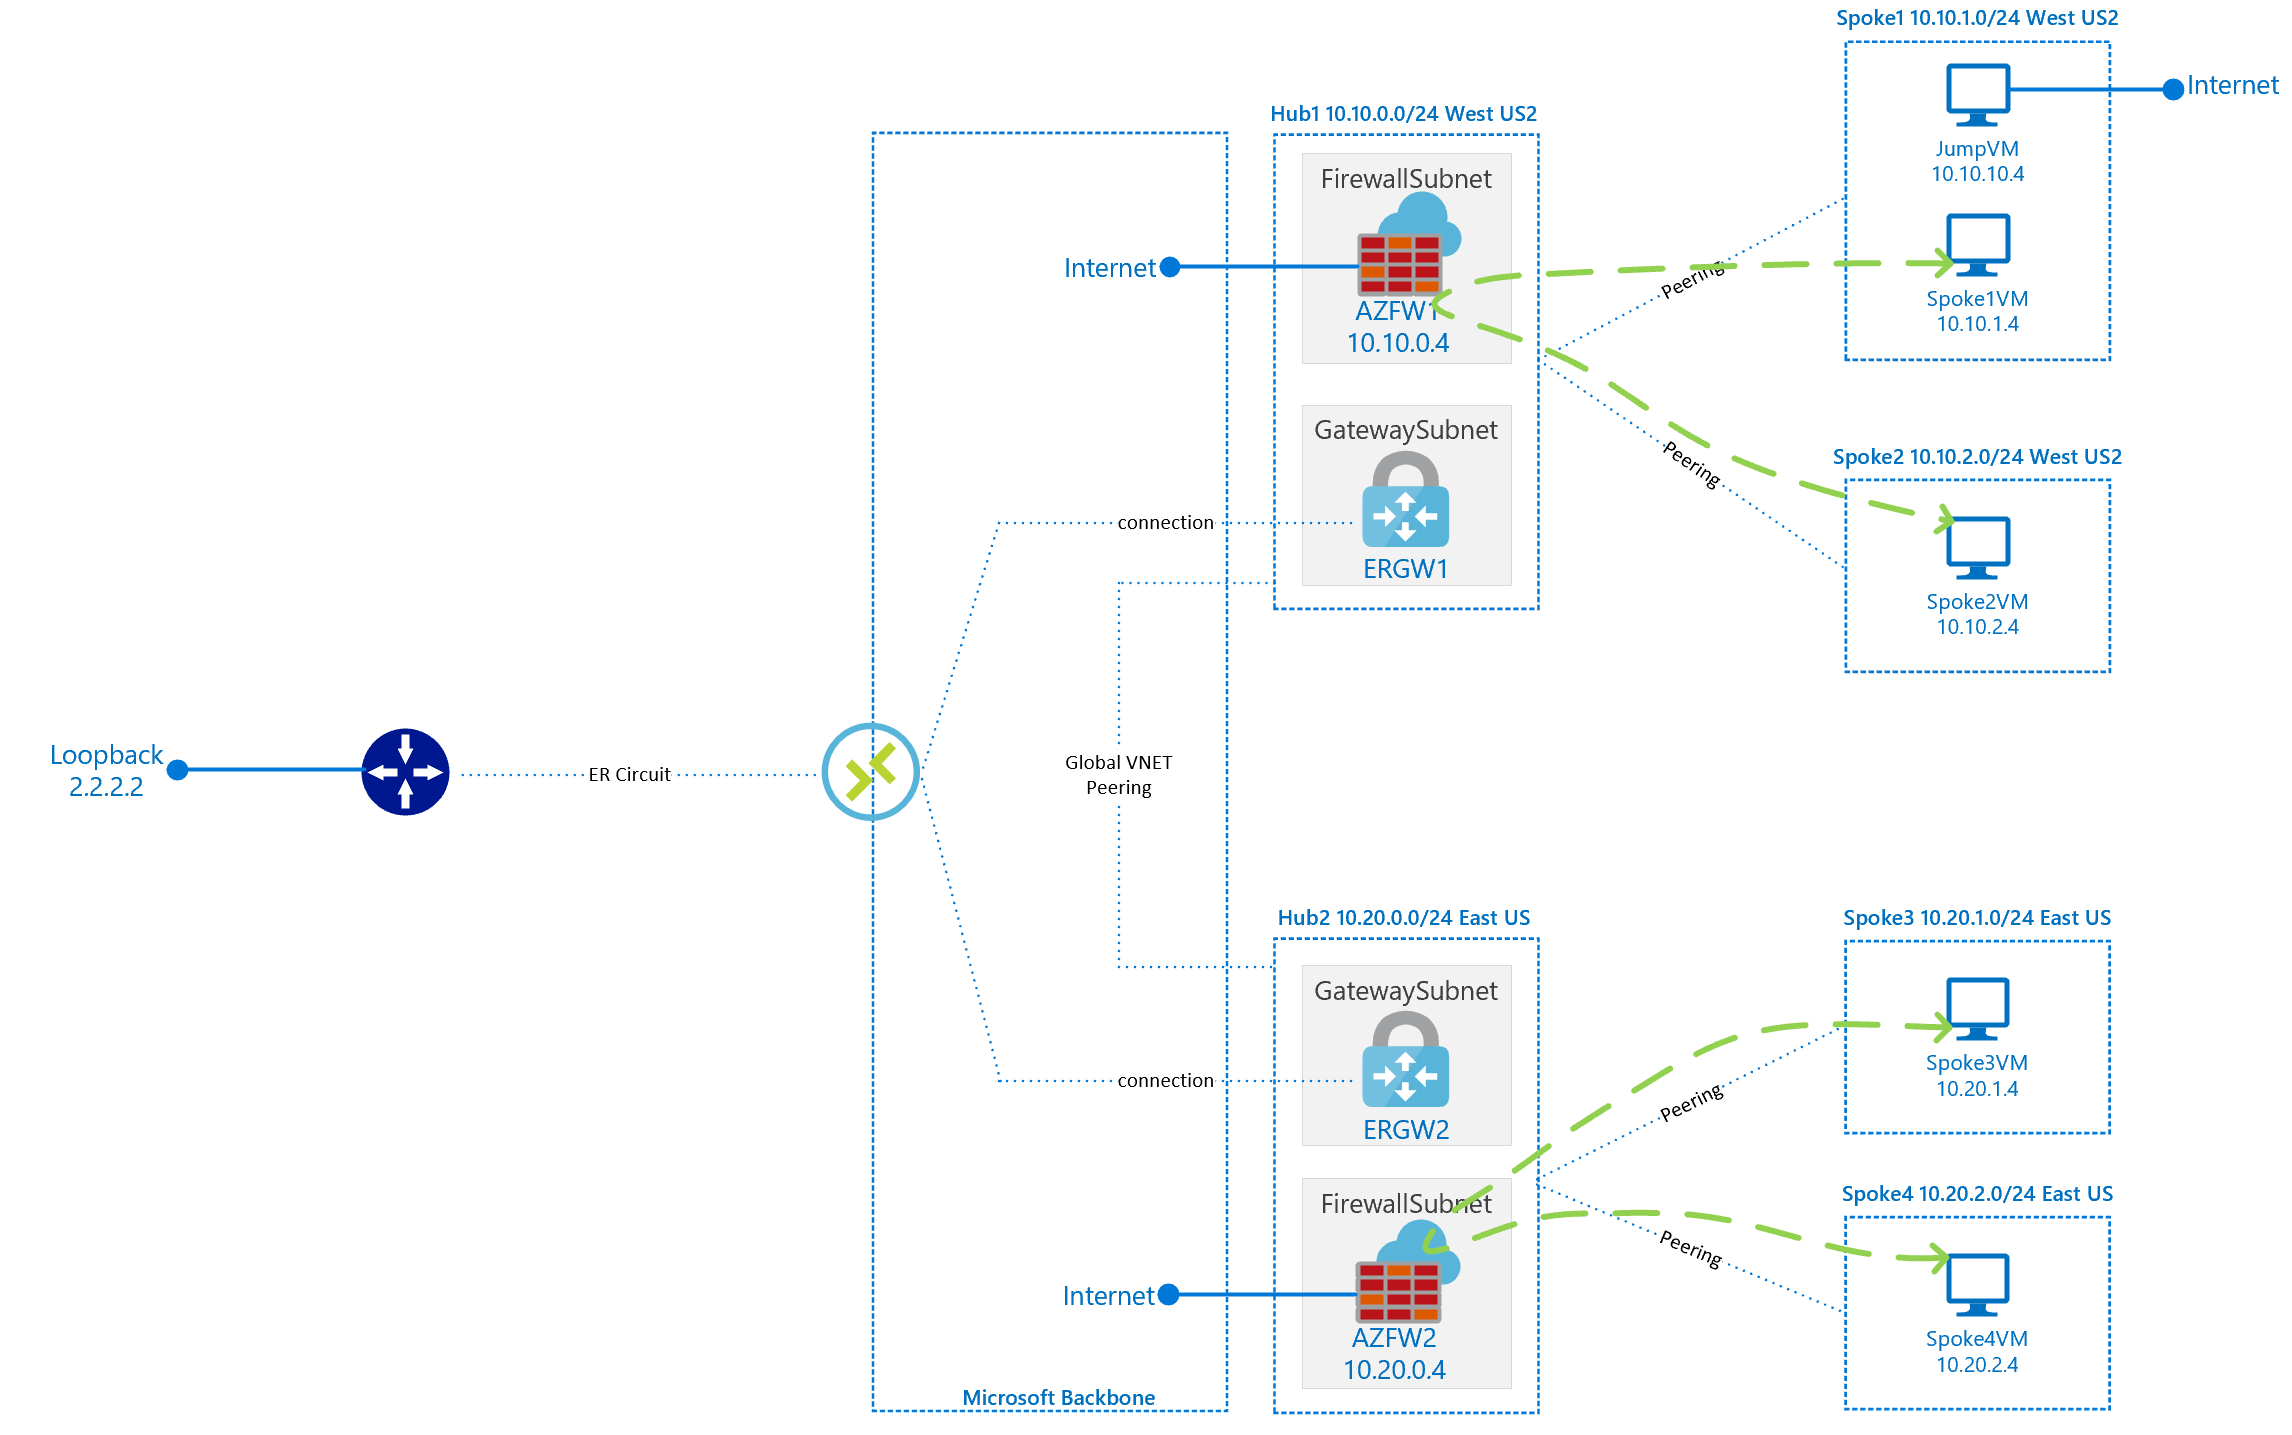 Spoke1 10.10.1.0/24 West US2
Internet
JumpVM
10.10.10.4
Spoke1VM
10.10.1.4
Hub1 10.10.0.0/24 West US2
FirewallSubnet
Internet
AZFW1
10.10.0.4
Peering
GatewaySubnet
connection
ERGW1
Peering
Spoke2 10.10.2.0/24 West US2
Spoke2VM
10.10.2.4
Loopback
2.2.2.2
ER Circuit
Global VNET
Peering
Hub2 10.20.0.0/24 East US
GatewaySubnet
connection
ERGW2
FirewallSubnet
Internet
AZFW2
10.20.0.4
Microsoft Backbone
Spoke3 10.20.1.0/24 East US
Spoke3VM
10.20.1.4
Peering
Spoke4 10.20.2.0/24 East US
Peering
Spoke4VM
10.20.2.4